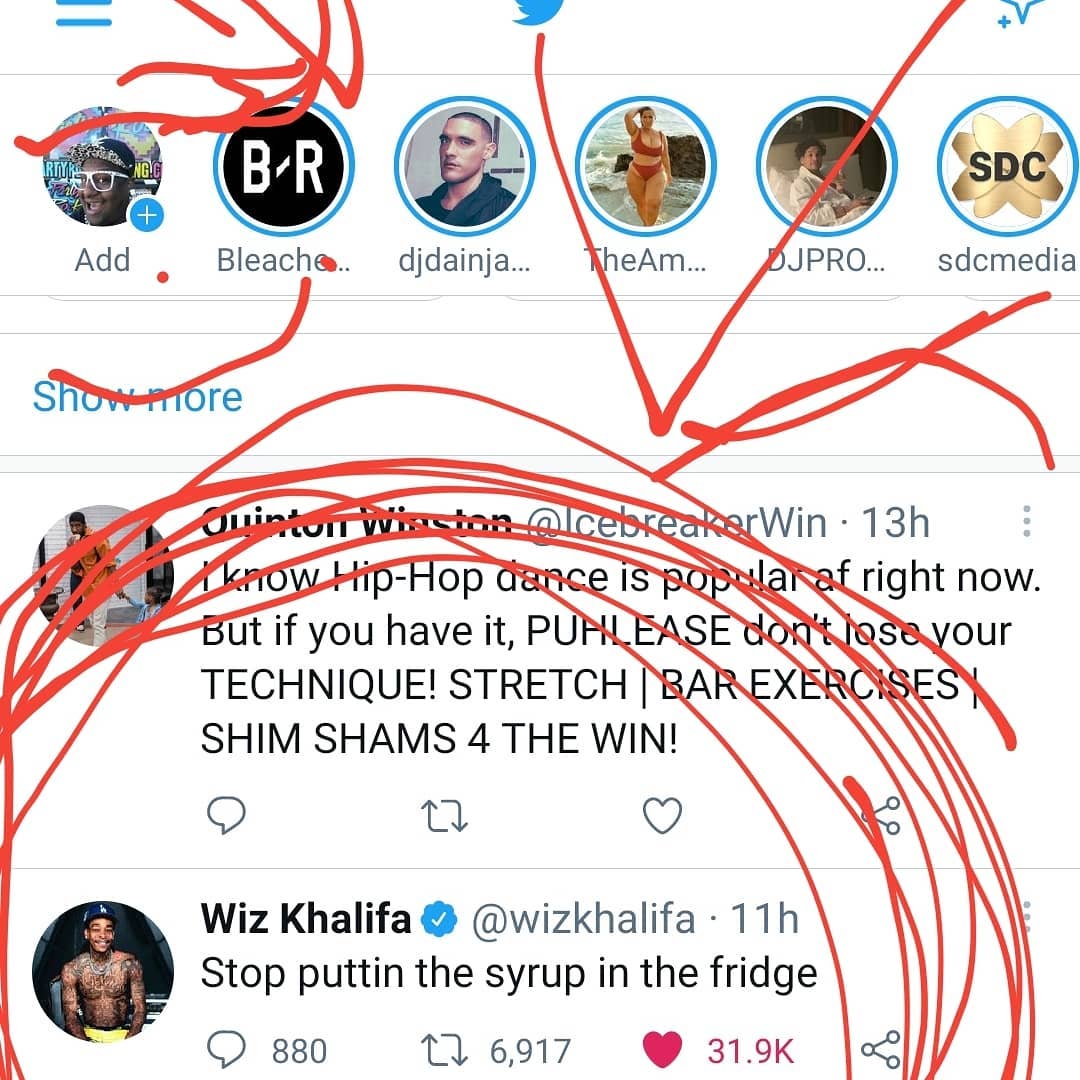 B/R
SDC
Add
Bleache...
djdainja...
TheAm...
DJPRO...
sdcmedia
Show more
Quinton Winston @IcebreakerWin · 13h
I know Hip-Hop dance is popular af right now.
But if you have it, PUHLEASE don't lose your
TECHNIQUE! STRETCH | BAR EXERCISES |
SHIM SHAMS 4 THE WIN!
Wiz Khalifa @wizkhalifa · 11h
Stop puttin the syrup in the fridge
880 6,917 31.9K